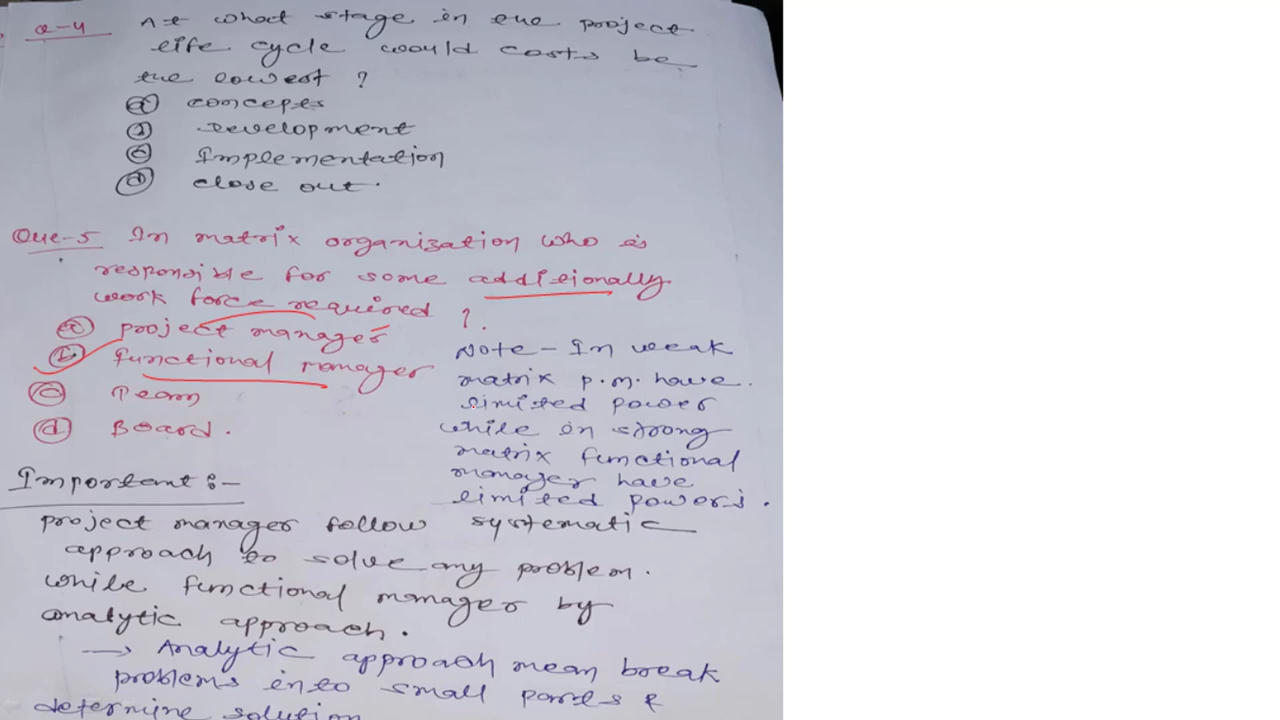 Q-4 At what stage in the project
life cycle would costs be
the lowest ?
(a) concepts
(b) Development
(c) Implementation
(d) close out.
Que-5 In matrix organization who is
responsible for some additionally
work force required ?
(a) project manager
(b) functional manager
(c) Team
(d) Board.
Note - In weak
matrix p.m. have
limited power
while in strong
matrix functional
manager have
limited powers.
Important :-
project manager follow systematic
approach to solve any problem.
while functional manager by
analytic approach.
→ Analytic approach mean break
problems into small parts &
determine solution